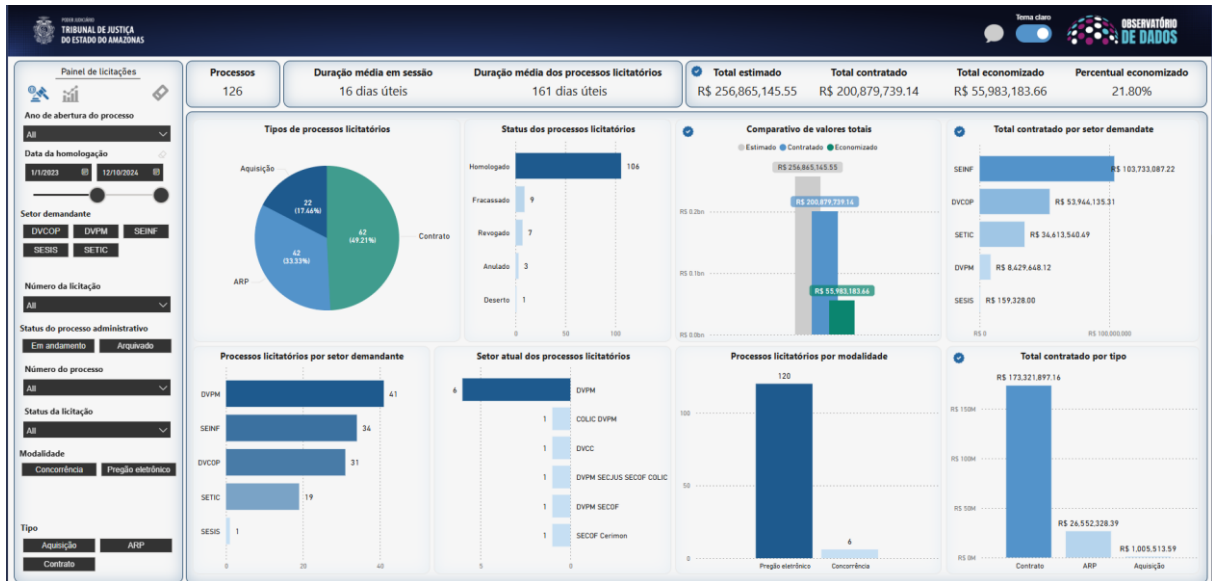 PODER JUDICIÁRIO
TRIBUNAL DE JUSTIÇA
DO ESTADO DO AMAZONAS
Tema claro
OBSERVATÓRIO
DE DADOS
Painel de licitações
Ano de abertura do processo
All
Data da homologação
1/1/2023
12/10/2024
Setor demandante
DVCOP
DVPM
SEINF
SESIS
SETIC
Número da licitação
All
Status do processo administrativo
Em andamento
Arquivado
Número do processo
All
Status da licitação
All
Modalidade
Concorrência
Pregão eletrônico
Tipo
Aquisição
ARP
Contrato
Processos
126
Duração média em sessão
16 dias úteis
Duração média dos processos licitatórios
161 dias úteis
Total estimado
R$ 256,865,145.55
Total contratado
R$ 200,879,739.14
Total economizado
R$ 55,983,183.66
Percentual economizado
21.80%
Tipos de processos licitatórios
Aquisição
22
(17.46%)
62
(49.21%)
Contrato
42
(33.33%)
ARP
Status dos processos licitatórios
Homologado
106
Fracassado
9
Revogado
7
Anulado
3
Deserto
1
0
50
100
Comparativo de valores totais
Estimado
Contratado
Economizado
R$ 256,865,145.55
R$ 200,879,739.14
R$ 0.2bn
R$ 0.1bn
R$ 55,983,183.66
R$ 0.0bn
Total contratado por setor demandate
SEINF
R$ 103,733,087.22
DVCOP
R$ 53,944,135.31
SETIC
R$ 34,613,540.49
DVPM
R$ 8,429,648.12
SESIS
R$ 159,328.00
R$ 0
R$ 100,000,000
Processos licitatórios por setor demandante
DVPM
41
SEINF
34
DVCOP
31
SETIC
19
SESIS
1
0
20
40
Setor atual dos processos licitatórios
6
DVPM
1
COLIC DVPM
1
DVCC
1
DVPM SECJUS SECOF COLIC
1
DVPM SECOF
1
SECOF Cerimon
5
0
Processos licitatórios por modalidade
120
100
50
6
0
Pregão eletrônico
Concorrência
Total contratado por tipo
R$ 173,321,897.16
R$ 150M
R$ 100M
R$ 50M
R$ 26,552,328.39
R$ 1,005,513.59
R$ 0M
Contrato
ARP
Aquisição